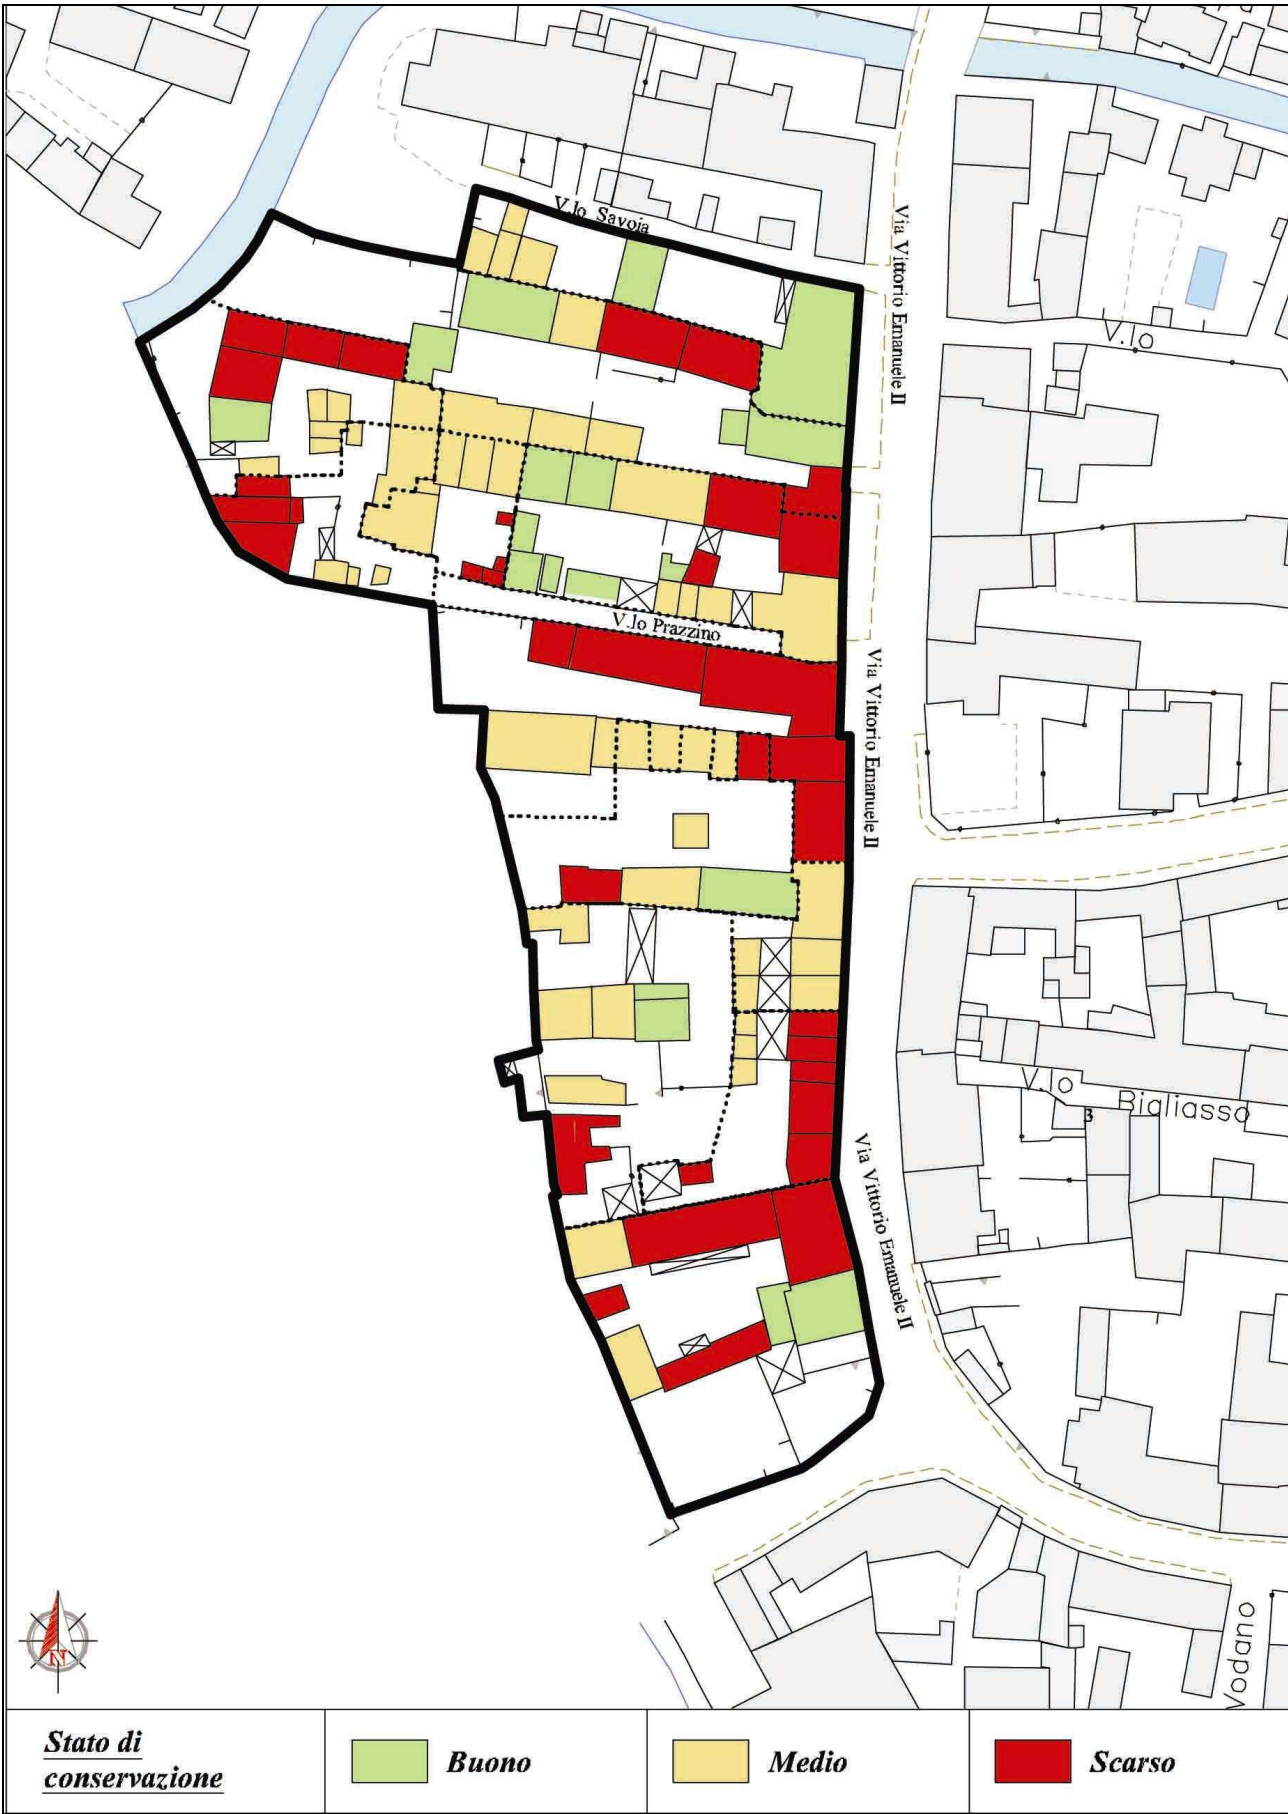 V.lo Savoia
Via Vittorio Emanuele II
V.lo
V.lo Prazzino
Via Vittorio Emanuele II
V.lo
Bigliasso
3
Via Vittorio Emanuele II
Vodano
N
Stato di
conservazione
Buono
Medio
Scarso